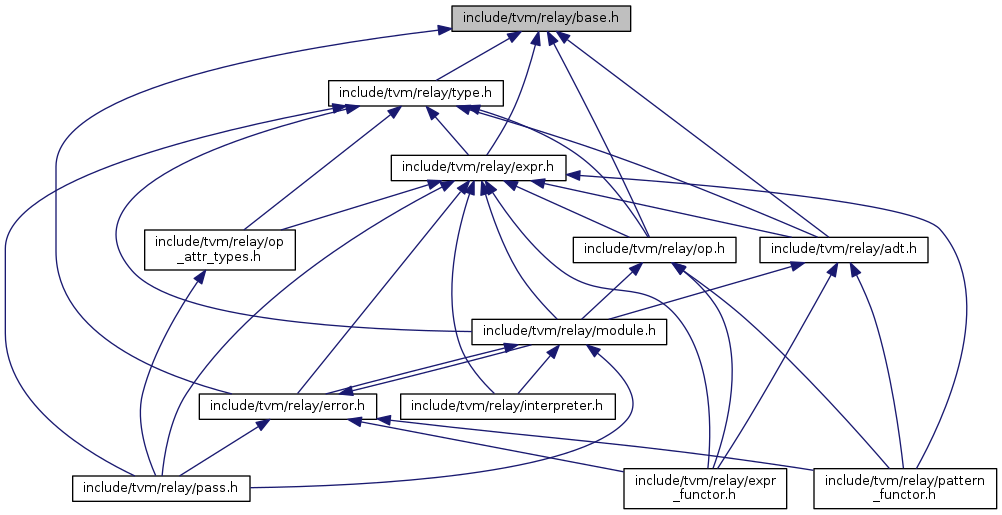 include/tvm/relay/base.h
include/tvm/relay/type.h
include/tvm/relay/expr.h
include/tvm/relay/op
_attr_types.h
include/tvm/relay/op.h
include/tvm/relay/adt.h
include/tvm/relay/module.h
include/tvm/relay/error.h
include/tvm/relay/interpreter.h
include/tvm/relay/pass.h
include/tvm/relay/expr
_functor.h
include/tvm/relay/pattern
_functor.h